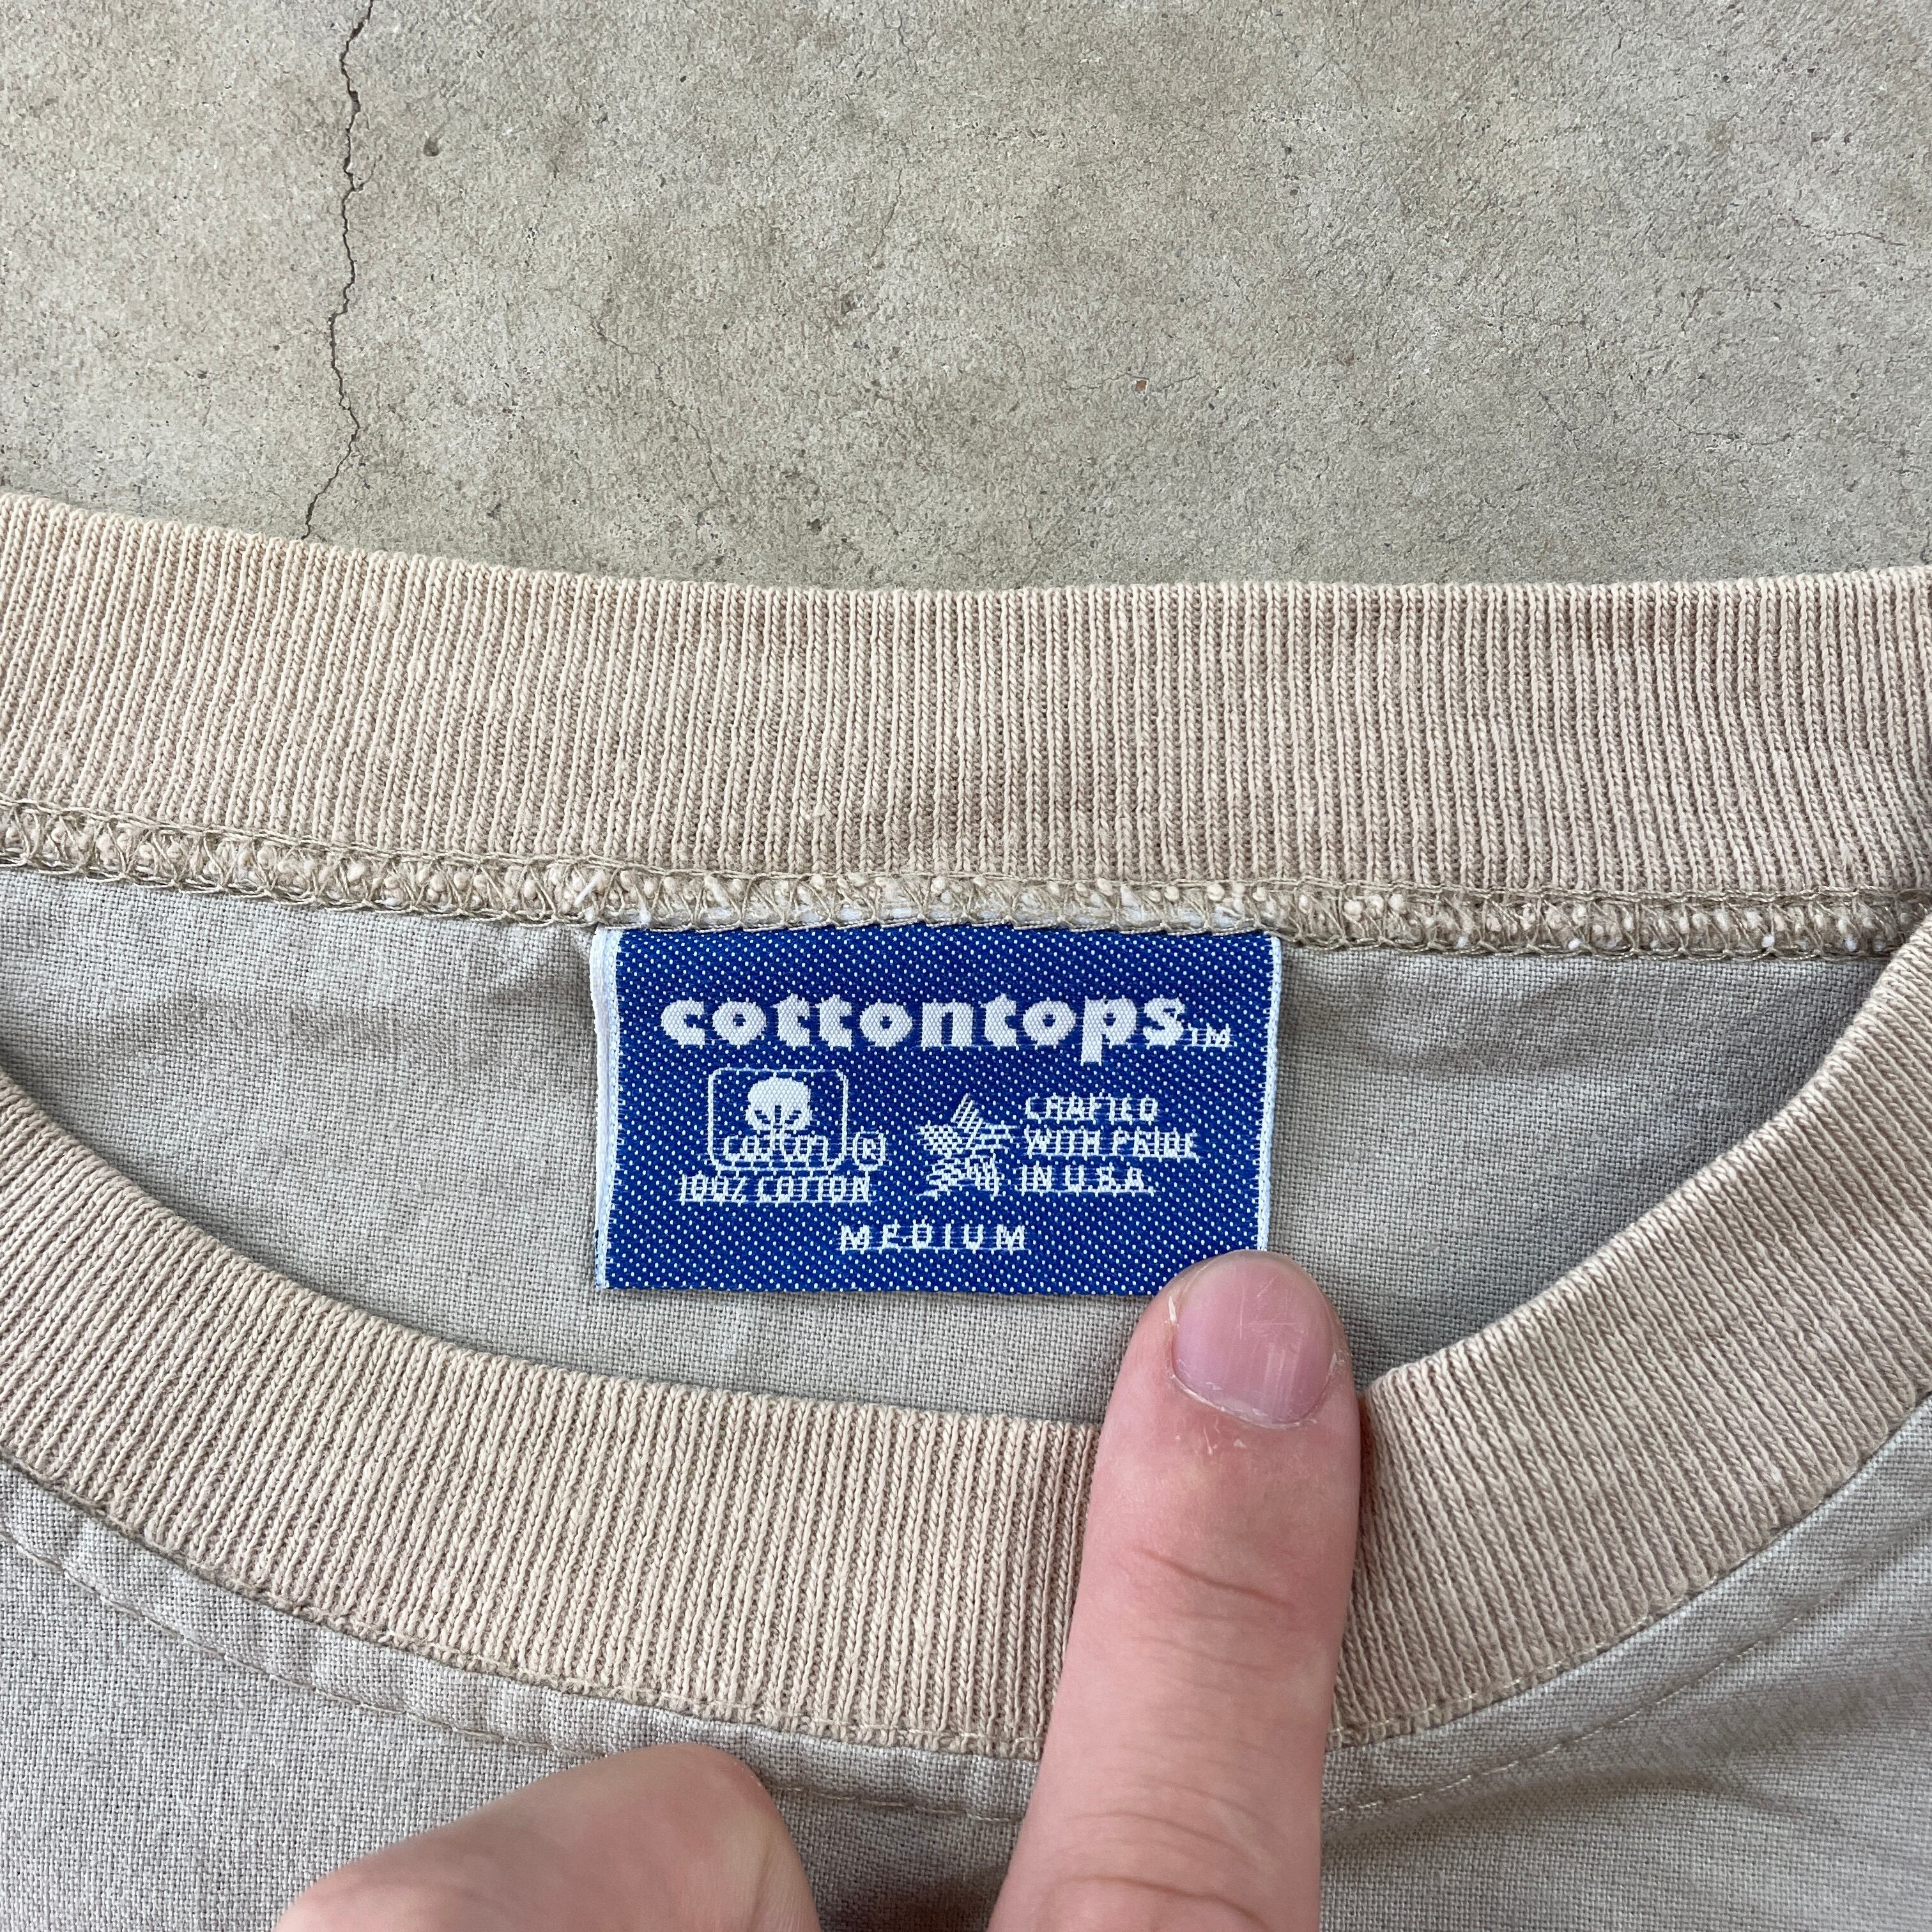 cottontops TM
cotton ®
100% COTTON
CRAFTED
WITH PRIDE
IN U.S.A.
MEDIUM